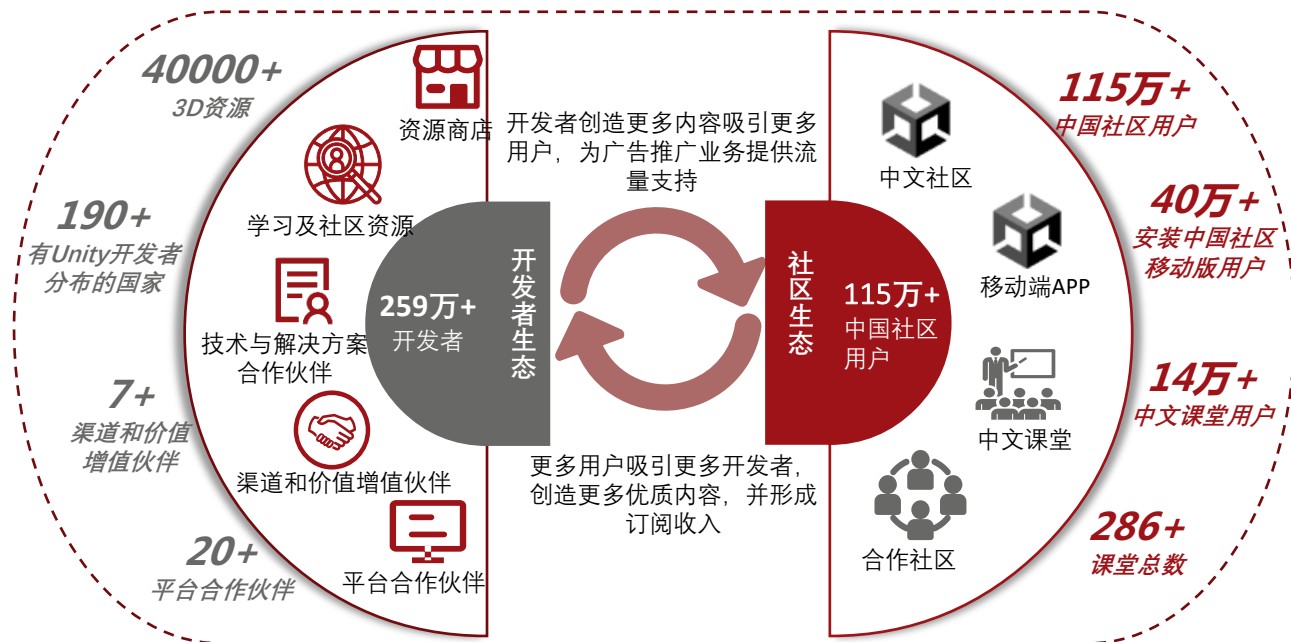 40000+
3D资源
190+
有Unity开发者
分布的国家
7+
渠道和价值
增值伙伴
20+
平台合作伙伴
资源商店
学习及社区资源
技术与解决方案
合作伙伴
渠道和价值增值伙伴
平台合作伙伴
259万+
开发者
开发者生态
开发者创造更多内容吸引更多
用户，为广告推广业务提供流
量支持
更多用户吸引更多开发者，
创造更多优质内容，并形成
订阅收入
社区生态
115万+
中国社区
用户
中文社区
移动端APP
中文课堂
合作社区
115万+
中国社区用户
40万+
安装中国社区
移动版用户
14万+
中文课堂用户
286+
课堂总数